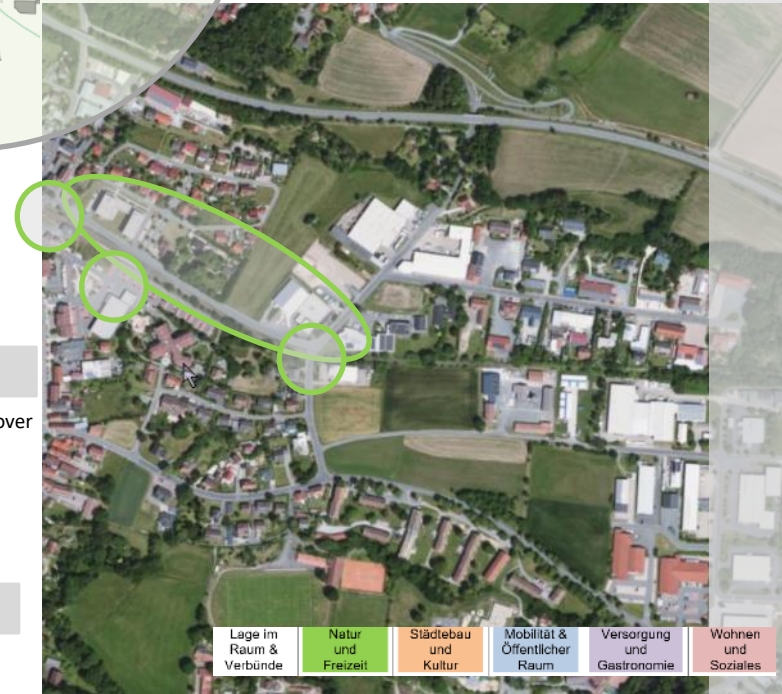 over
Lage im
Raum &
Verbünde
Natur
und
Freizeit
Städtebau
und
Kultur
Mobilität &
Öffentlicher
Raum
Versorgung
und
Gastronomie
Wohnen
und
Soziales